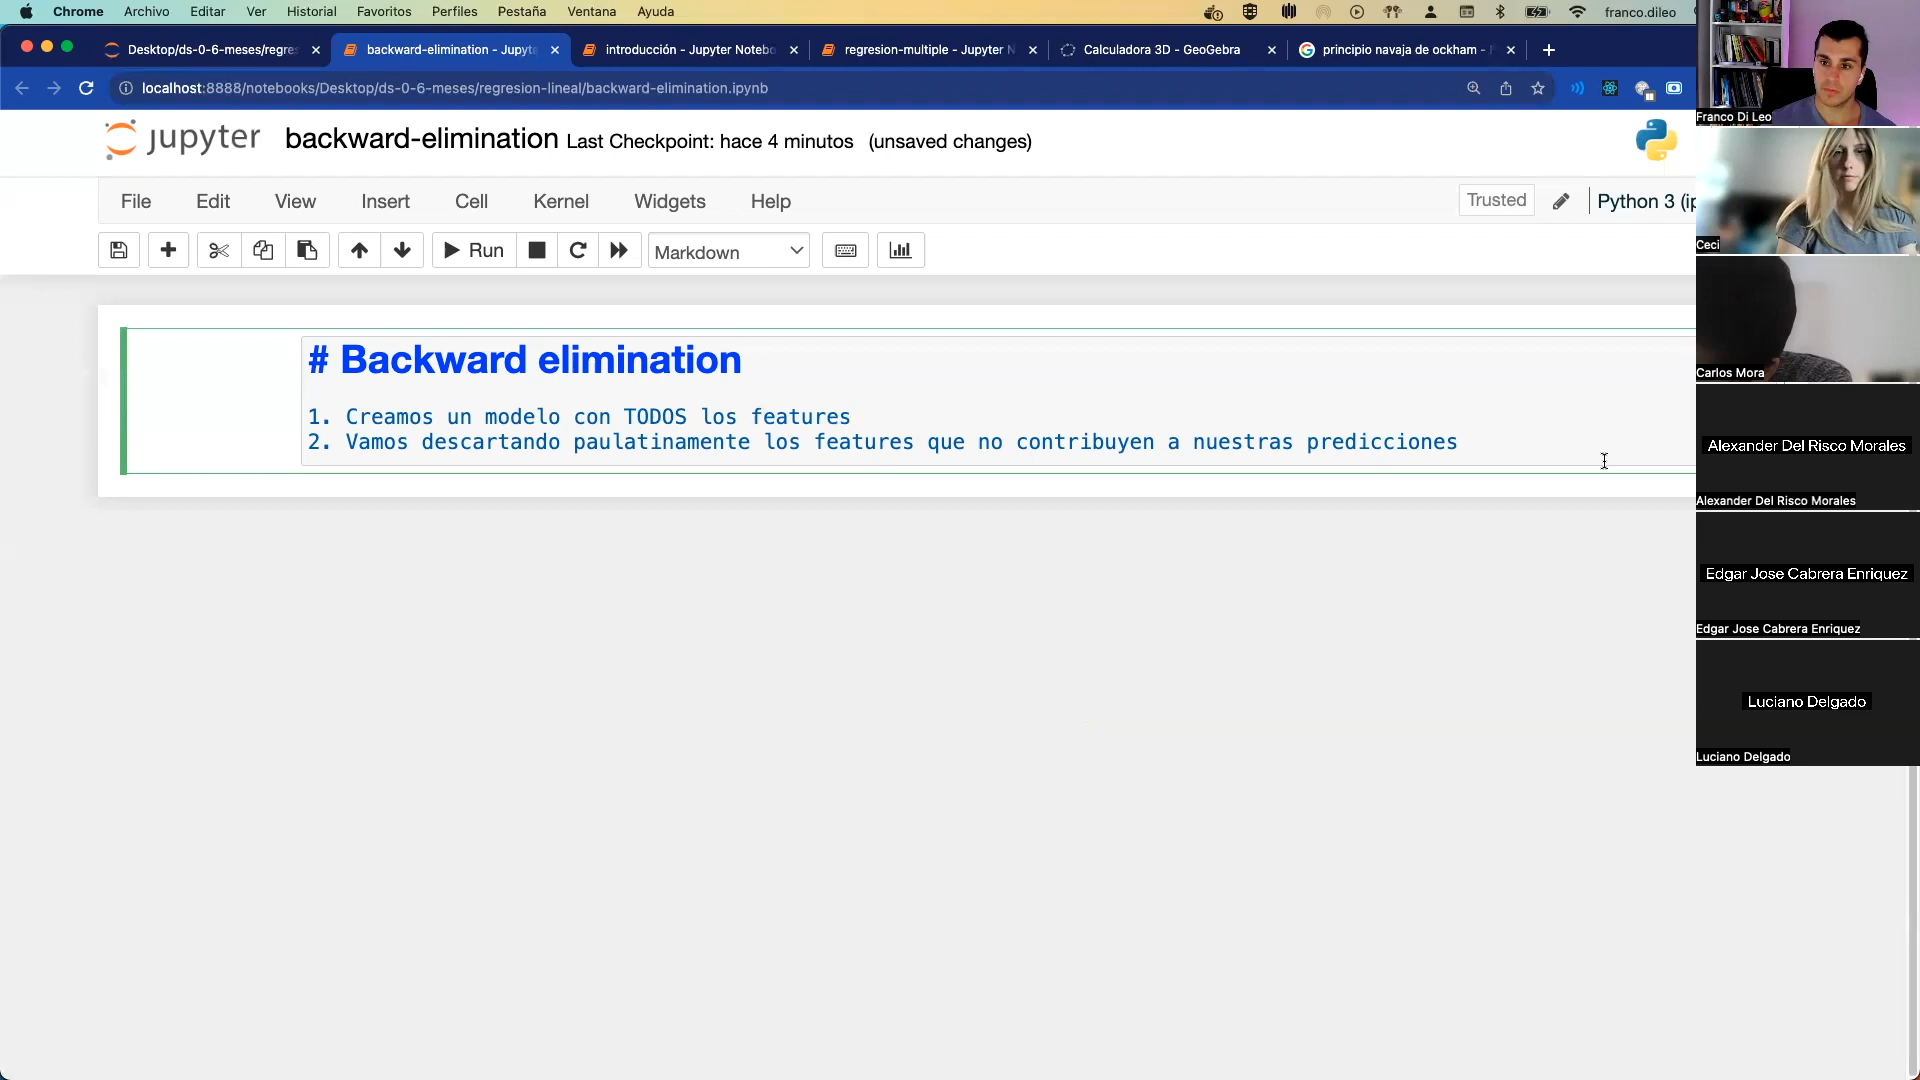 Chrome Archivo Editar Ver Historial Favoritos Perfiles Pestaña Ventana Ayuda franco.dileo
Desktop/ds-0-6-meses/regre
backward-elimination - Jupyte
introducción - Jupyter Notebo
regresion-multiple - Jupyter N
Calculadora 3D - GeoGebra
principio navaja de ockham -
localhost:8888/notebooks/Desktop/ds-0-6-meses/regresion-lineal/backward-elimination.ipynb
jupyter backward-elimination Last Checkpoint: hace 4 minutos (unsaved changes)
File Edit View Insert Cell Kernel Widgets Help Trusted Python 3 (ip
Run Markdown
# Backward elimination
1. Creamos un modelo con TODOS los features
2. Vamos descartando paulatinamente los features que no contribuyen a nuestras predicciones
Franco Di Leo
Ceci
Carlos Mora
Alexander Del Risco Morales
Alexander Del Risco Morales
Edgar Jose Cabrera Enriquez
Edgar Jose Cabrera Enriquez
Luciano Delgado
Luciano Delgado